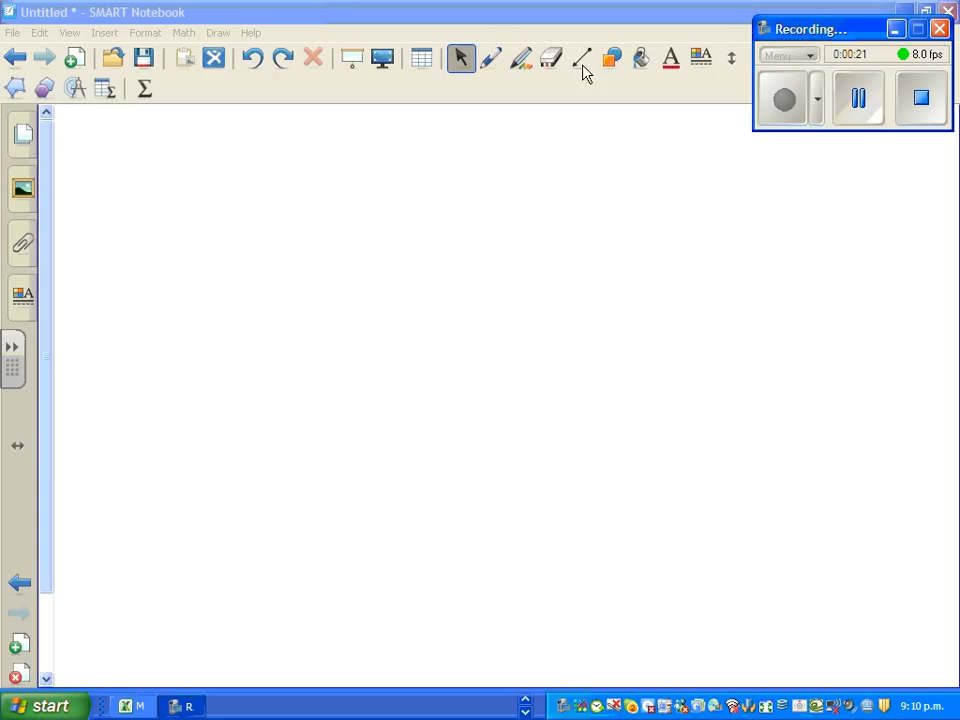 Untitled * - SMART Notebook
File Edit View Insert Format Math Draw Help
Recording...
Menu 0:00:21 8.0 fps
start M R 9:10 p.m.